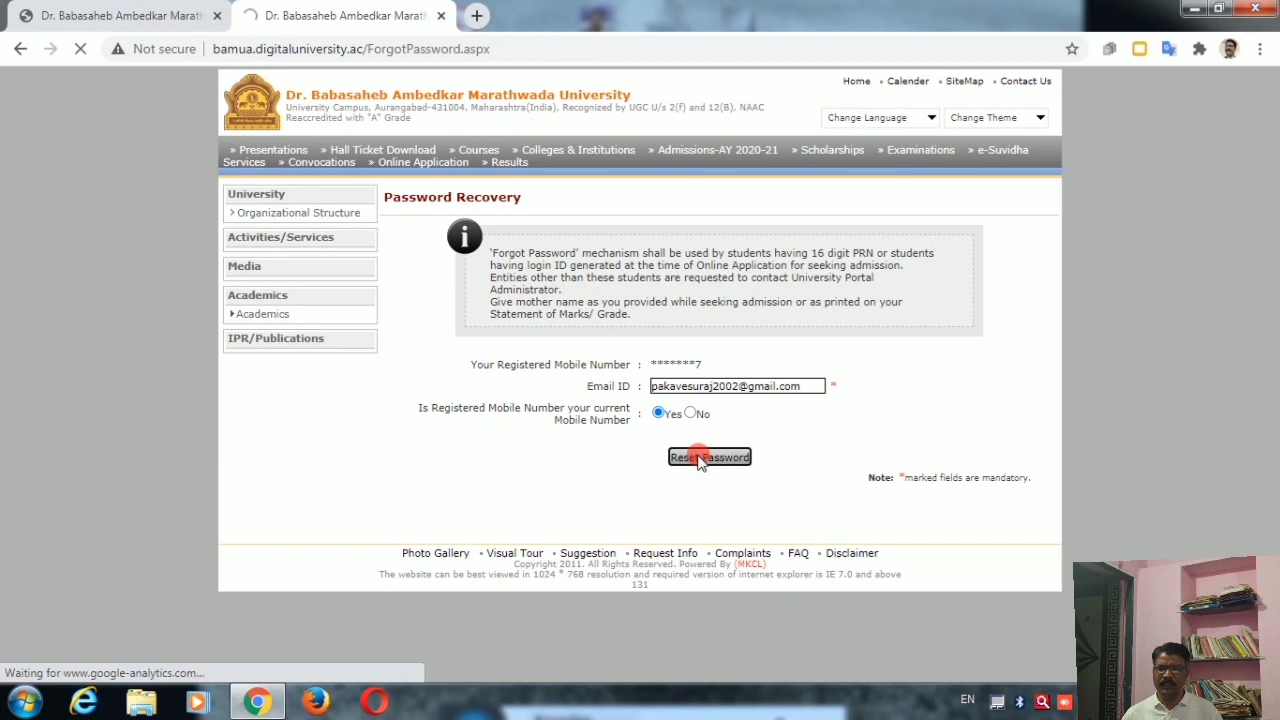 Dr. Babasaheb Ambedkar Marath
Dr. Babasaheb Ambedkar Marath
Not secure
bamua.digitaluniversity.ac/ForgotPassword.aspx
Dr. Babasaheb Ambedkar Marathwada University
University Campus, Aurangabad-431004, Maharashtra(India), Recognized by UGC U/s 2(f) and 12(B), NAAC
Reaccredited with "A" Grade
Home Calender SiteMap Contact Us
Change Language Change Theme
» Presentations » Hall Ticket Download » Courses » Colleges & Institutions » Admissions-AY 2020-21 » Scholarships » Examinations » e-Suvidha
Services » Convocations » Online Application » Results
University
Organizational Structure
Activities/Services
Media
Academics
Academics
IPR/Publications
Password Recovery
'Forgot Password' mechanism shall be used by students having 16 digit PRN or students
having login ID generated at the time of Online Application for seeking admission.
Entities other than these students are requested to contact University Portal
Administrator.
Give mother name as you provided while seeking admission or as printed on your
Statement of Marks/ Grade.
Your Registered Mobile Number : *******7
Email ID : pakavesuraj2002@gmail.com *
Is Registered Mobile Number your current
Mobile Number : Yes No
Reset Password
Note: *marked fields are mandatory.
Photo Gallery Visual Tour Suggestion Request Info Complaints FAQ Disclaimer
Copyright 2011. All Rights Reserved. Powered By (MKCL)
The website can be best viewed in 1024 * 768 resolution and required version of internet explorer is IE 7.0 and above
131
Waiting for www.google-analytics.com...
EN